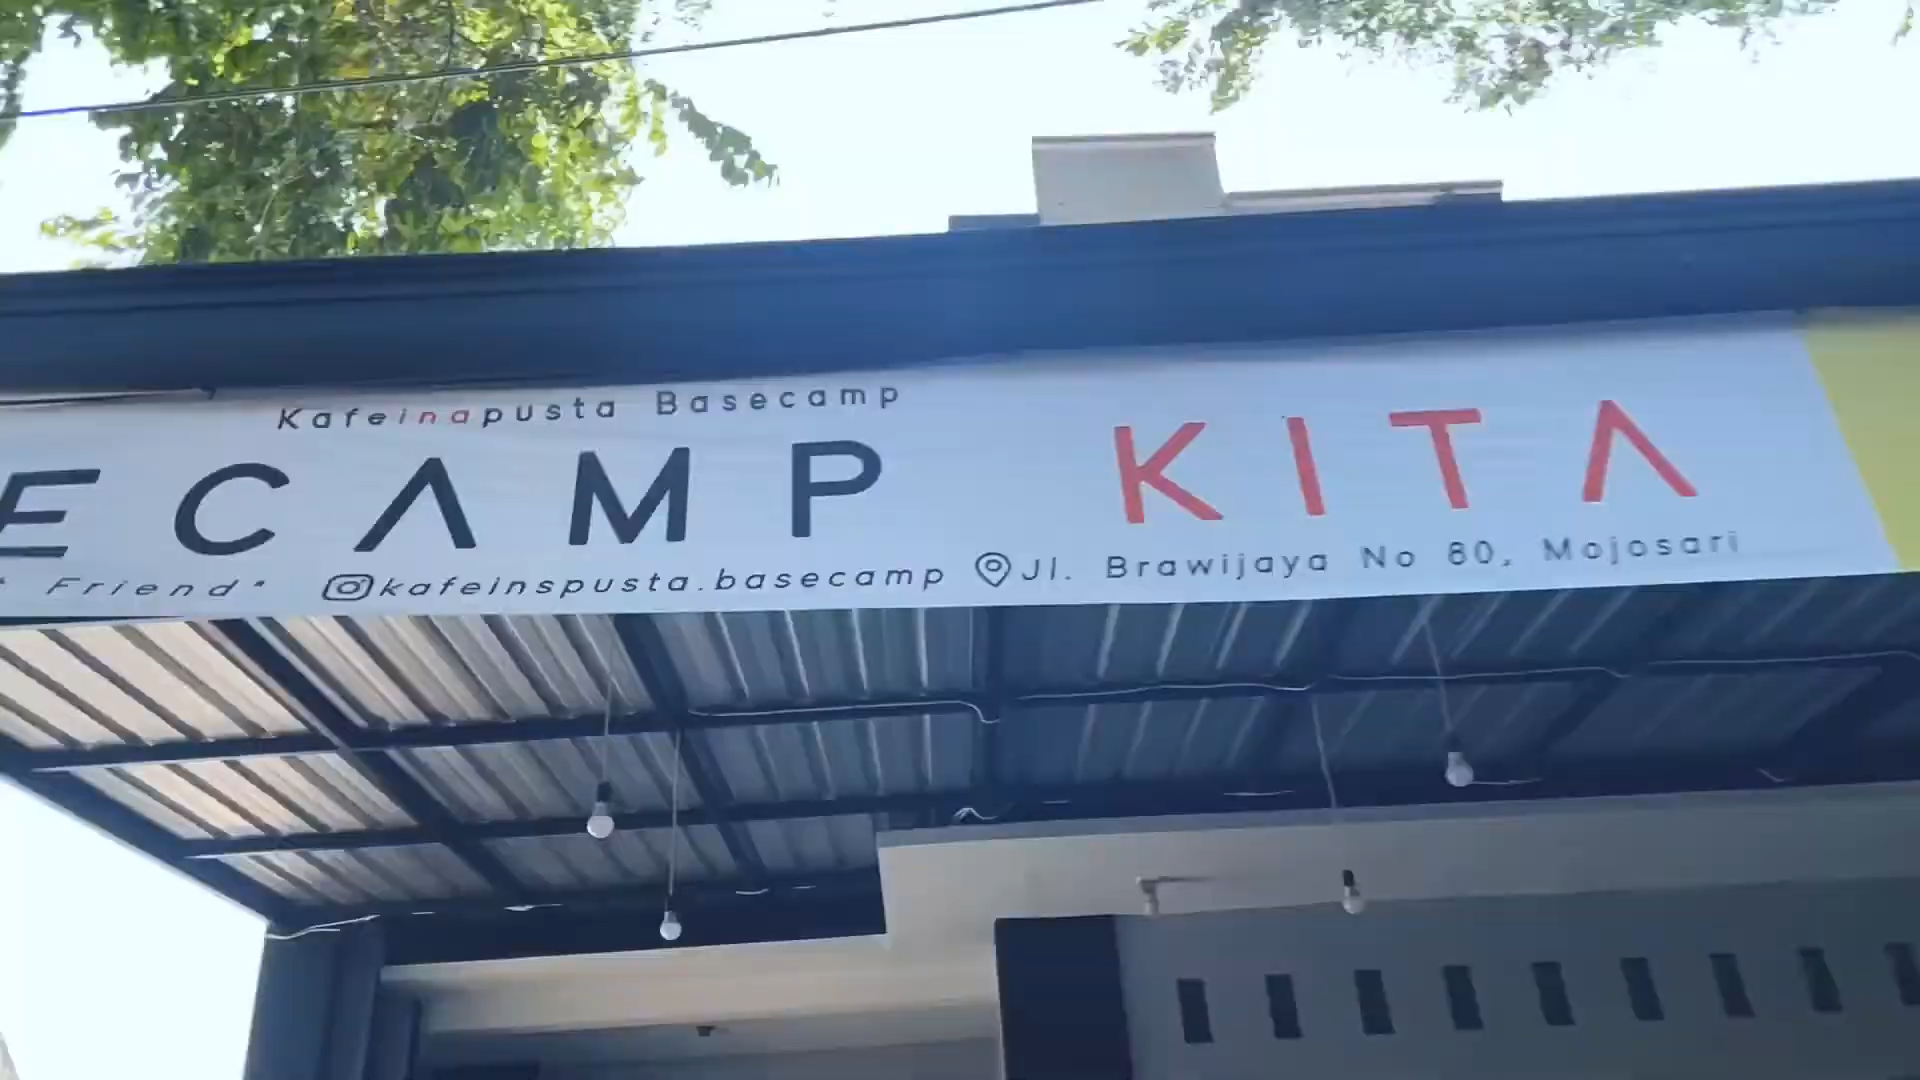 Kafeinapusta Basecamp
ECAMP KITA
Friend" kafeinspusta.basecamp Jl. Brawijaya No 80, Mojosari